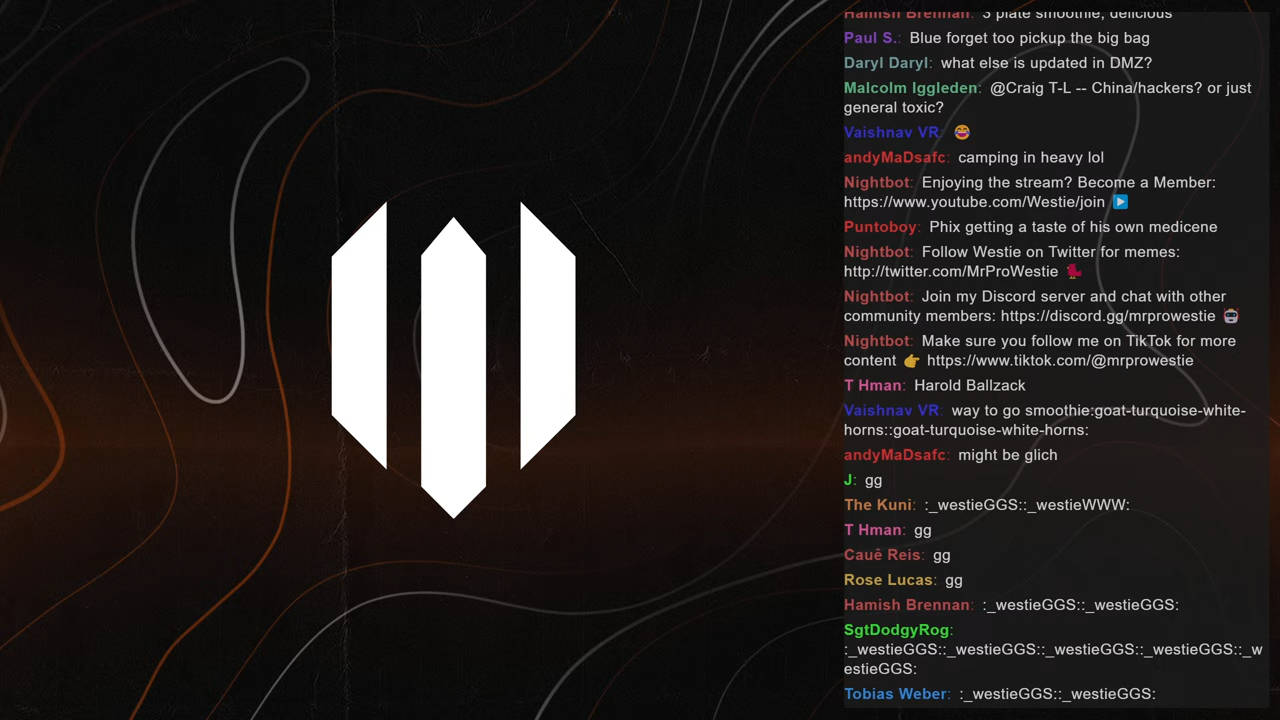 Hamish Brennan: 3 plate smoothie, delicious
Paul S.: Blue forget too pickup the big bag
Daryl Daryl: what else is updated in DMZ?
Malcolm Iggleden: @Craig T-L -- China/hackers? or just
general toxic?
Vaishnav VR: 😂
andyMaDsafc: camping in heavy lol
Nightbot: Enjoying the stream? Become a Member:
https://www.youtube.com/Westie/join ▶️
Puntoboy: Phix getting a taste of his own medicene
Nightbot: Follow Westie on Twitter for memes:
http://twitter.com/MrProWestie 🐦
Nightbot: Join my Discord server and chat with other
community members: https://discord.gg/mrprowestie 🤖
Nightbot: Make sure you follow me on TikTok for more
content 👉 https://www.tiktok.com/@mrprowestie
T Hman: Harold Ballzack
Vaishnav VR: way to go smoothie:goat-turquoise-white-
horns::goat-turquoise-white-horns:
andyMaDsafc: might be glich
J: gg
The Kuni: :_westieGGS::_westieWWW:
T Hman: gg
Cauê Reis: gg
Rose Lucas: gg
Hamish Brennan: :_westieGGS::_westieGGS:
SgtDodgyRog:
:_westieGGS::_westieGGS::_westieGGS::_westieGGS::_w
estieGGS:
Tobias Weber: :_westieGGS::_westieGGS: